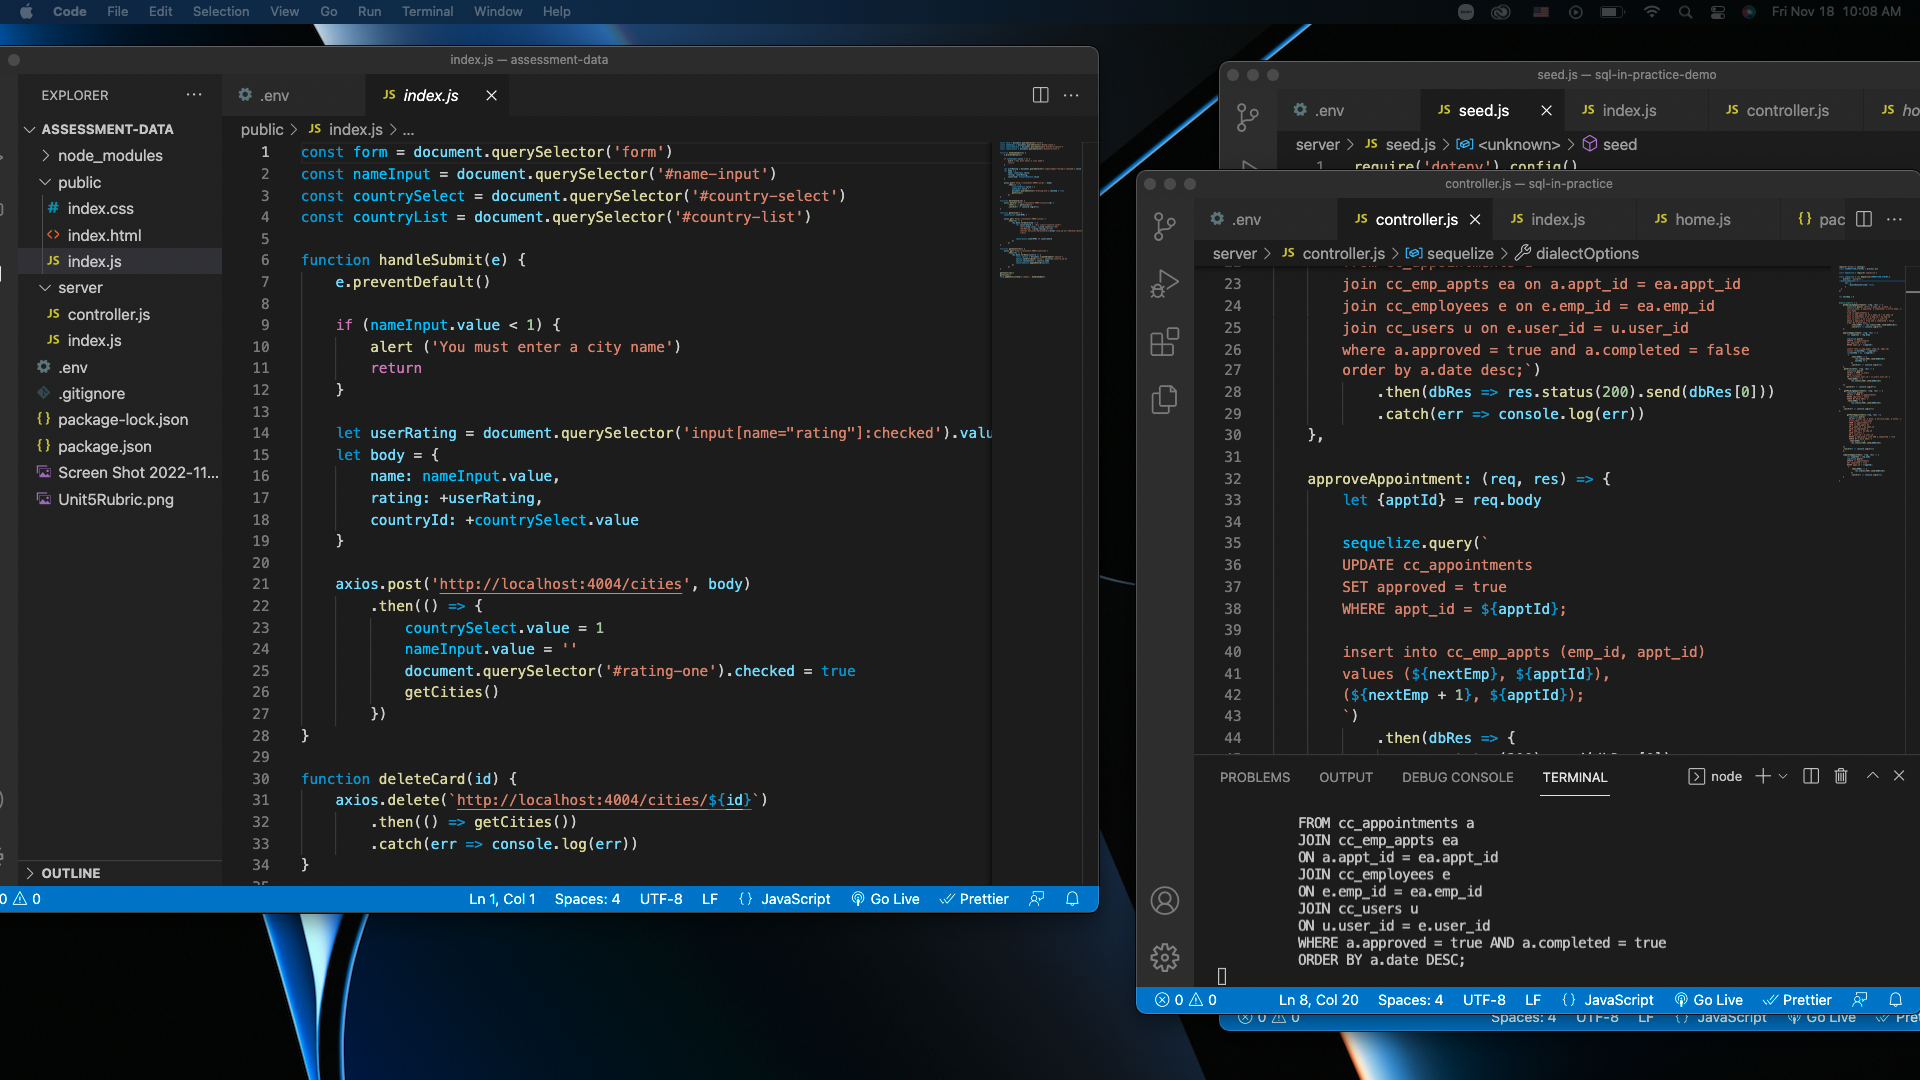 Code File Edit Selection View Go Run Terminal Window Help
Fri Nov 18 10:08 AM
index.js — assessment-data
EXPLORER
ASSESSMENT-DATA
node_modules
public
index.css
index.html
JS index.js
server
JS controller.js
JS index.js
.env
.gitignore
{} package-lock.json
{} package.json
Screen Shot 2022-11...
Unit5Rubric.png
OUTLINE
.env
JS index.js
public > JS index.js > ...
1 const form = document.querySelector('form')
2 const nameInput = document.querySelector('#name-input')
3 const countrySelect = document.querySelector('#country-select')
4 const countryList = document.querySelector('#country-list')
5
6 function handleSubmit(e) {
7 e.preventDefault()
8
9 if (nameInput.value < 1) {
10 alert ('You must enter a city name')
11 return
12 }
13
14 let userRating = document.querySelector('input[name="rating"]:checked').valu
15 let body = {
16 name: nameInput.value,
17 rating: +userRating,
18 countryId: +countrySelect.value
19 }
20
21 axios.post('http://localhost:4004/cities', body)
22 .then(() => {
23 countrySelect.value = 1
24 nameInput.value = ''
25 document.querySelector('#rating-one').checked = true
26 getCities()
27 })
28 }
29
30 function deleteCard(id) {
31 axios.delete(`http://localhost:4004/cities/${id}`)
32 .then(() => getCities())
33 .catch(err => console.log(err))
34 }
35
0 0
Ln 1, Col 1 Spaces: 4 UTF-8 LF {} JavaScript Go Live Prettier
seed.js — sql-in-practice-demo
.env JS seed.js JS index.js JS controller.js JS ho
server > JS seed.js > <unknown> > seed
1 require('dotenv').config()
controller.js — sql-in-practice
.env JS controller.js JS index.js JS home.js {} pac
server > JS controller.js > sequelize > dialectOptions
23 join cc_emp_appts ea on a.appt_id = ea.appt_id
24 join cc_employees e on e.emp_id = ea.emp_id
25 join cc_users u on e.user_id = u.user_id
26 where a.approved = true and a.completed = false
27 order by a.date desc;`)
28 .then(dbRes => res.status(200).send(dbRes[0]))
29 .catch(err => console.log(err))
30 },
31
32 approveAppointment: (req, res) => {
33 let {apptId} = req.body
34
35 sequelize.query(`
36 UPDATE cc_appointments
37 SET approved = true
38 WHERE appt_id = ${apptId};
39
40 insert into cc_emp_appts (emp_id, appt_id)
41 values (${nextEmp}, ${apptId}),
42 (${nextEmp + 1}, ${apptId});
43 `)
44 .then(dbRes => {
PROBLEMS OUTPUT DEBUG CONSOLE TERMINAL node
FROM cc_appointments a
JOIN cc_emp_appts ea
ON a.appt_id = ea.appt_id
JOIN cc_employees e
ON e.emp_id = ea.emp_id
JOIN cc_users u
ON u.user_id = e.user_id
WHERE a.approved = true AND a.completed = true
ORDER BY a.date DESC;
0 0 Ln 8, Col 20 Spaces: 4 UTF-8 LF {} JavaScript Go Live Prettier
0 0 Spaces: 4 UTF-8 LF {} JavaScript Go Live Pre